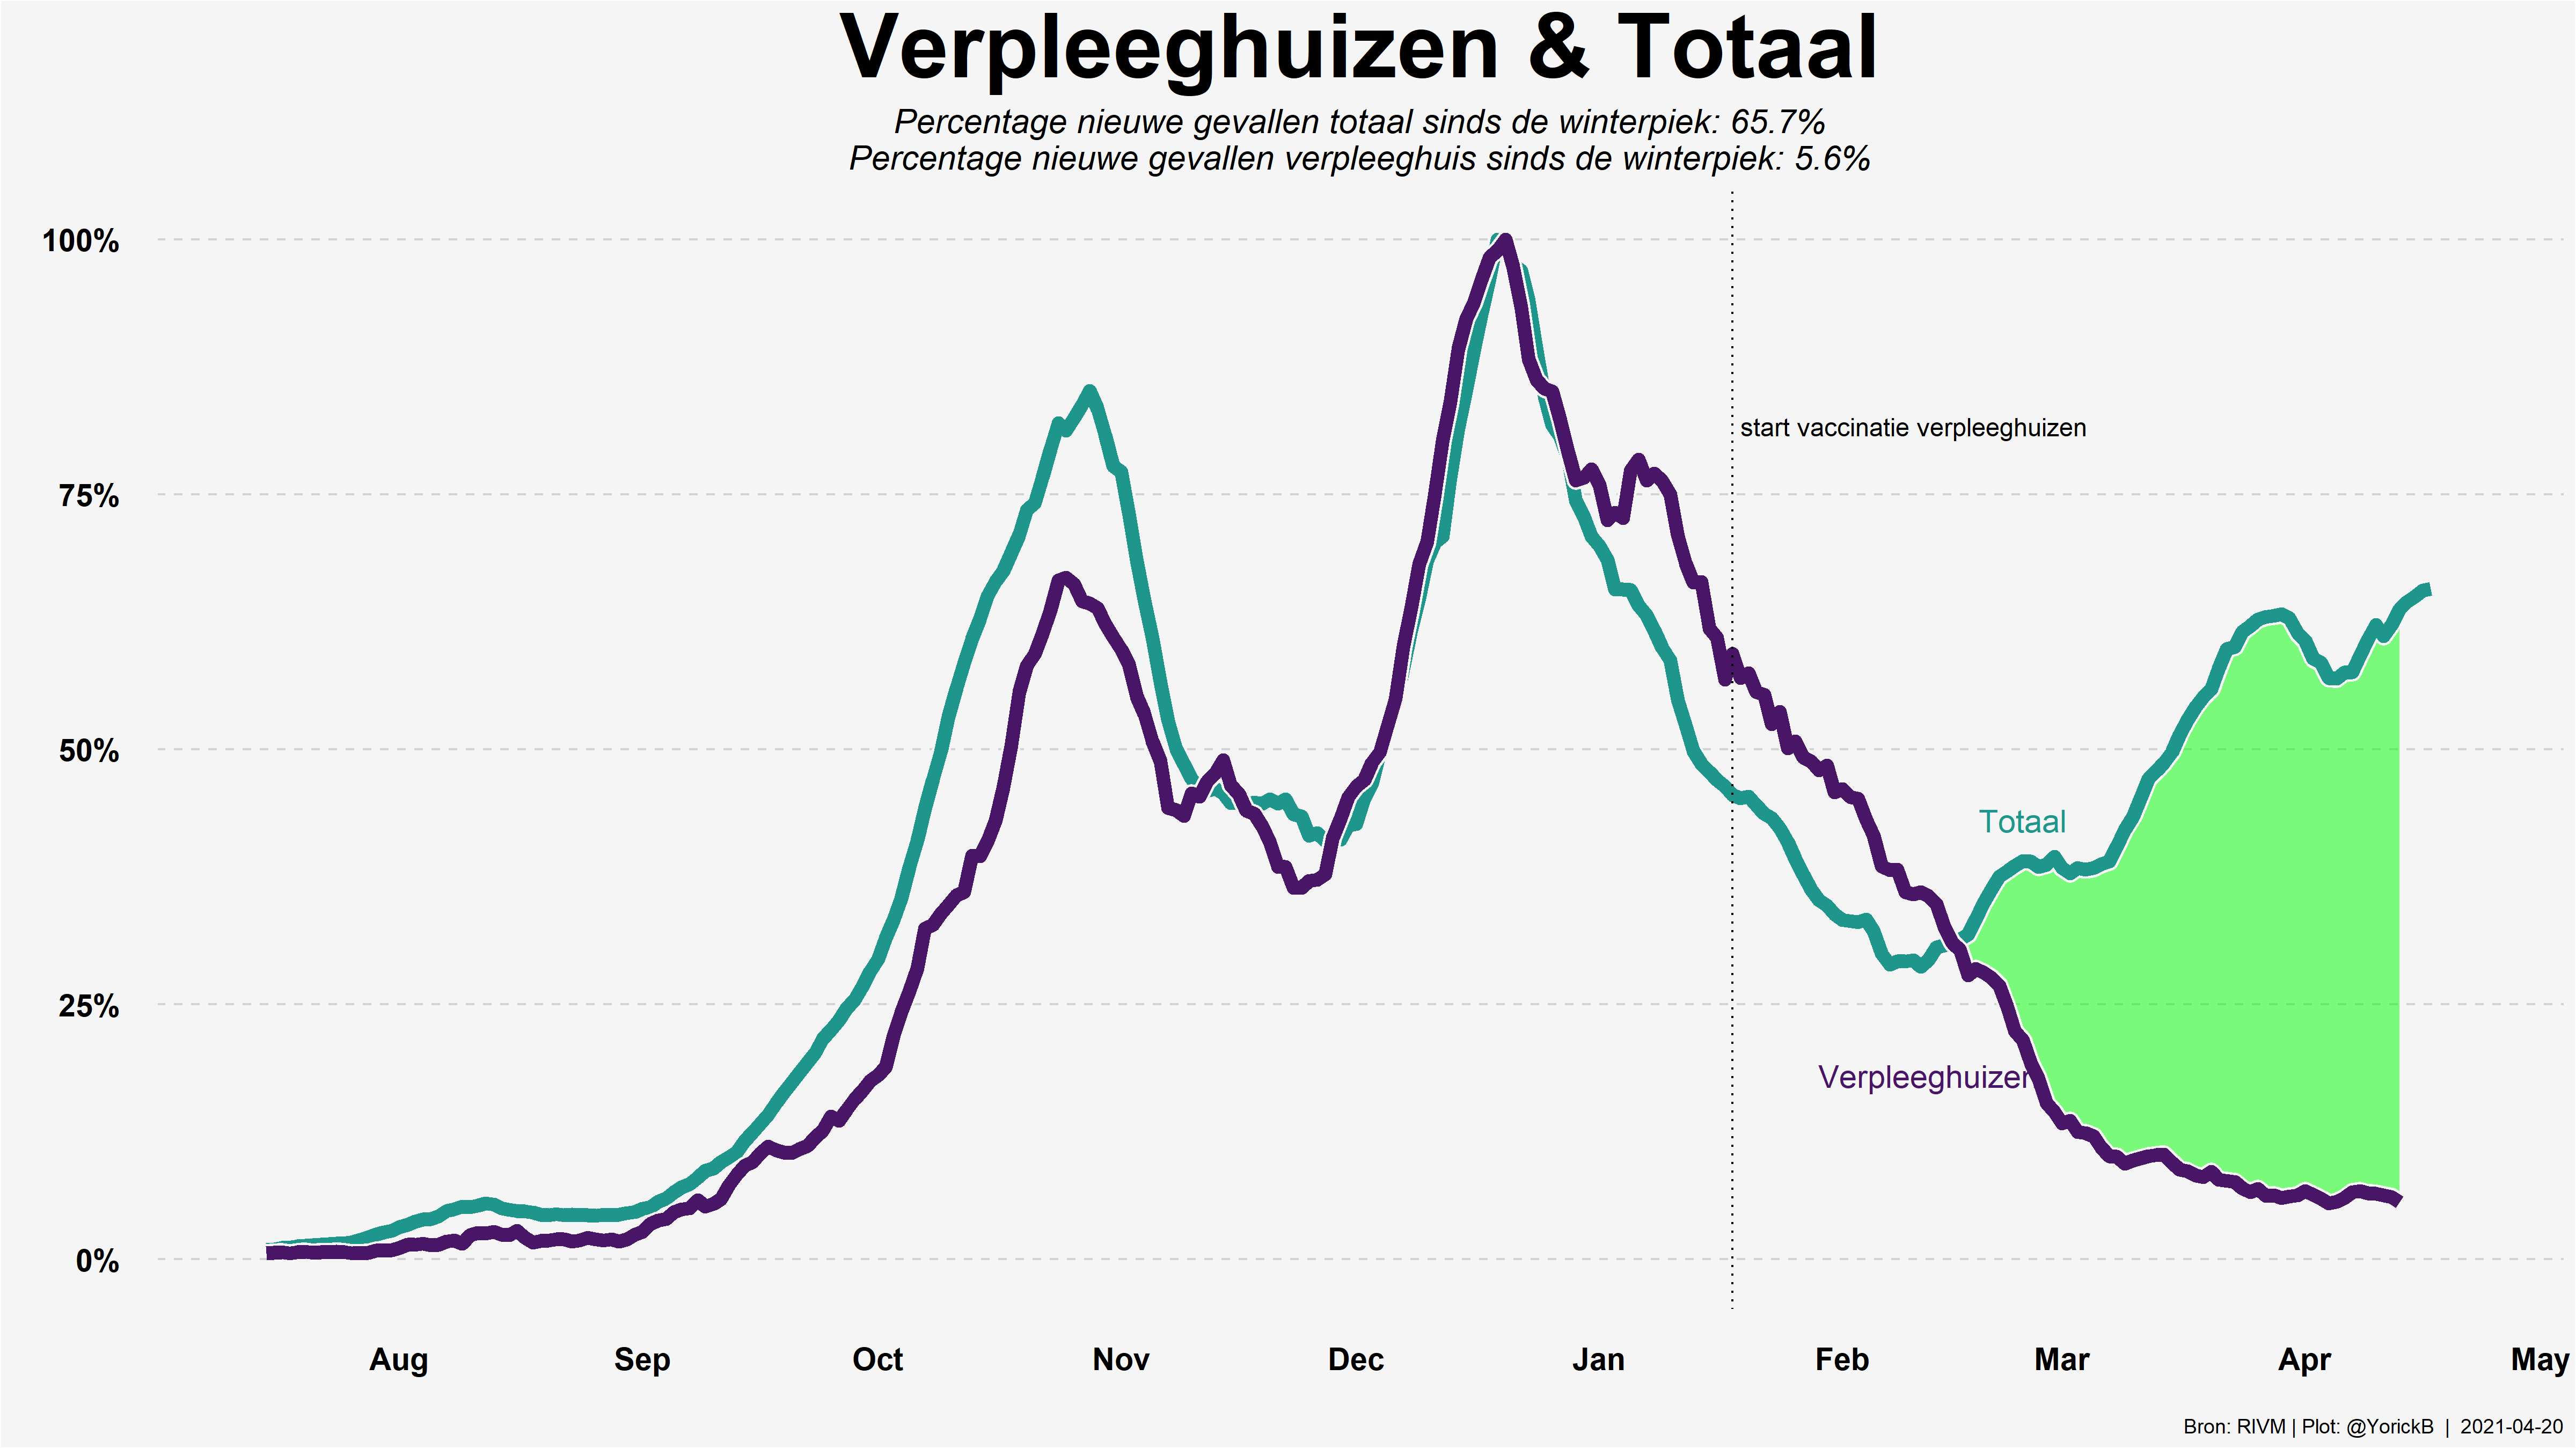 Verpleeghuizen & Totaal
Percentage nieuwe gevallen totaal sinds de winterpiek: 65.7%
Percentage nieuwe gevallen verpleeghuis sinds de winterpiek: 5.6%
100%
start vaccinatie verpleeghuizen
75%
50%
Totaal
25%
Verpleeghuizen
0%
Aug Sep Oct Nov Dec Jan Feb Mar Apr May
Bron: RIVM | Plot: @YorickB | 2021-04-20